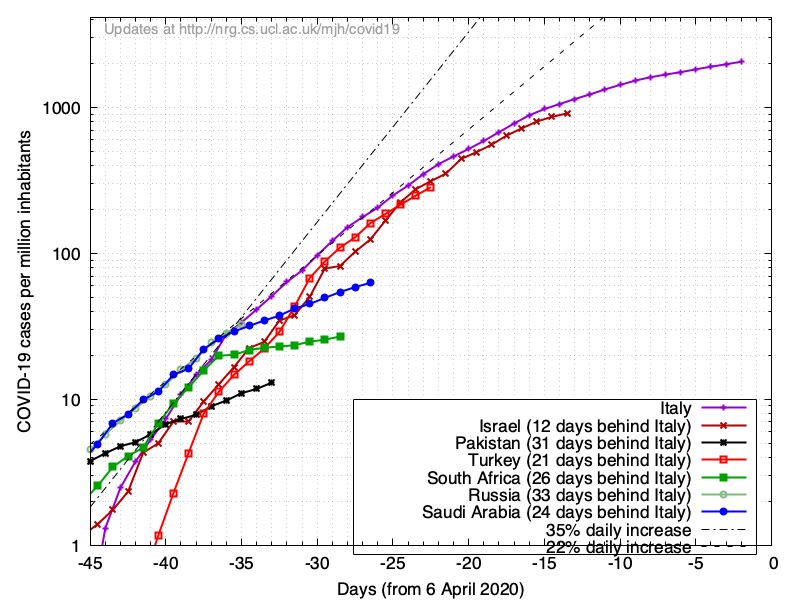 Updates at http://nrg.cs.ucl.ac.uk/mjh/covid19
COVID-19 cases per million inhabitants
1000
100
10
1
Italy
Israel (12 days behind Italy)
Pakistan (31 days behind Italy)
Turkey (21 days behind Italy)
South Africa (26 days behind Italy)
Russia (33 days behind Italy)
Saudi Arabia (24 days behind Italy)
35% daily increase
22% daily increase
-45 -40 -35 -30 -25 -20 -15 -10 -5 0
Days (from 6 April 2020)